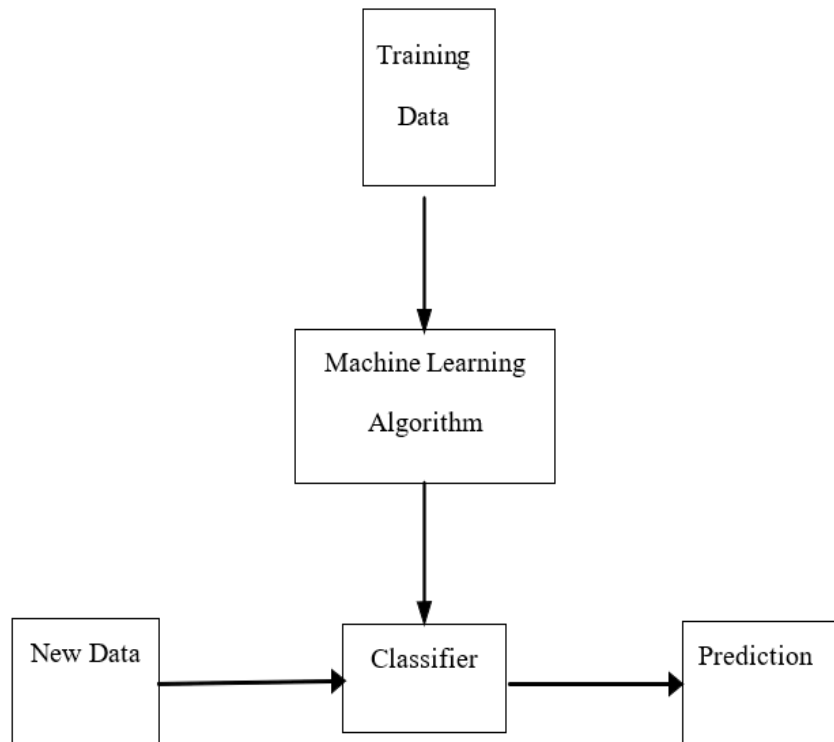 Training
Data
Machine Learning
Algorithm
New Data
Classifier
Prediction